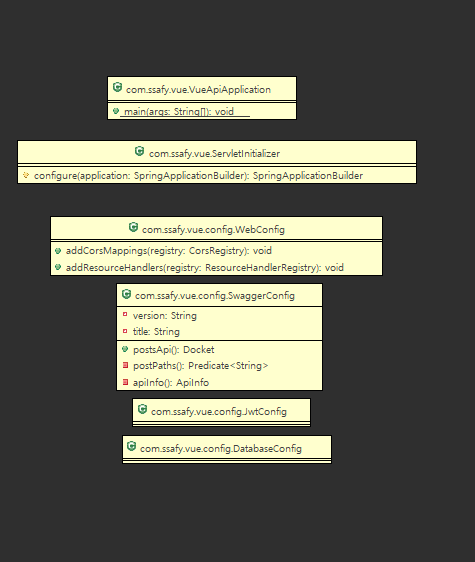 com.ssafy.vue.VueApiApplication
main(args: String[]): void
com.ssafy.vue.ServletInitializer
configure(application: SpringApplicationBuilder): SpringApplicationBuilder
com.ssafy.vue.config.WebConfig
addCorsMappings(registry: CorsRegistry): void
addResourceHandlers(registry: ResourceHandlerRegistry): void
com.ssafy.vue.config.SwaggerConfig
version: String
title: String
postsApi(): Docket
postPaths(): Predicate<String>
apiInfo(): ApiInfo
com.ssafy.vue.config.JwtConfig
com.ssafy.vue.config.DatabaseConfig